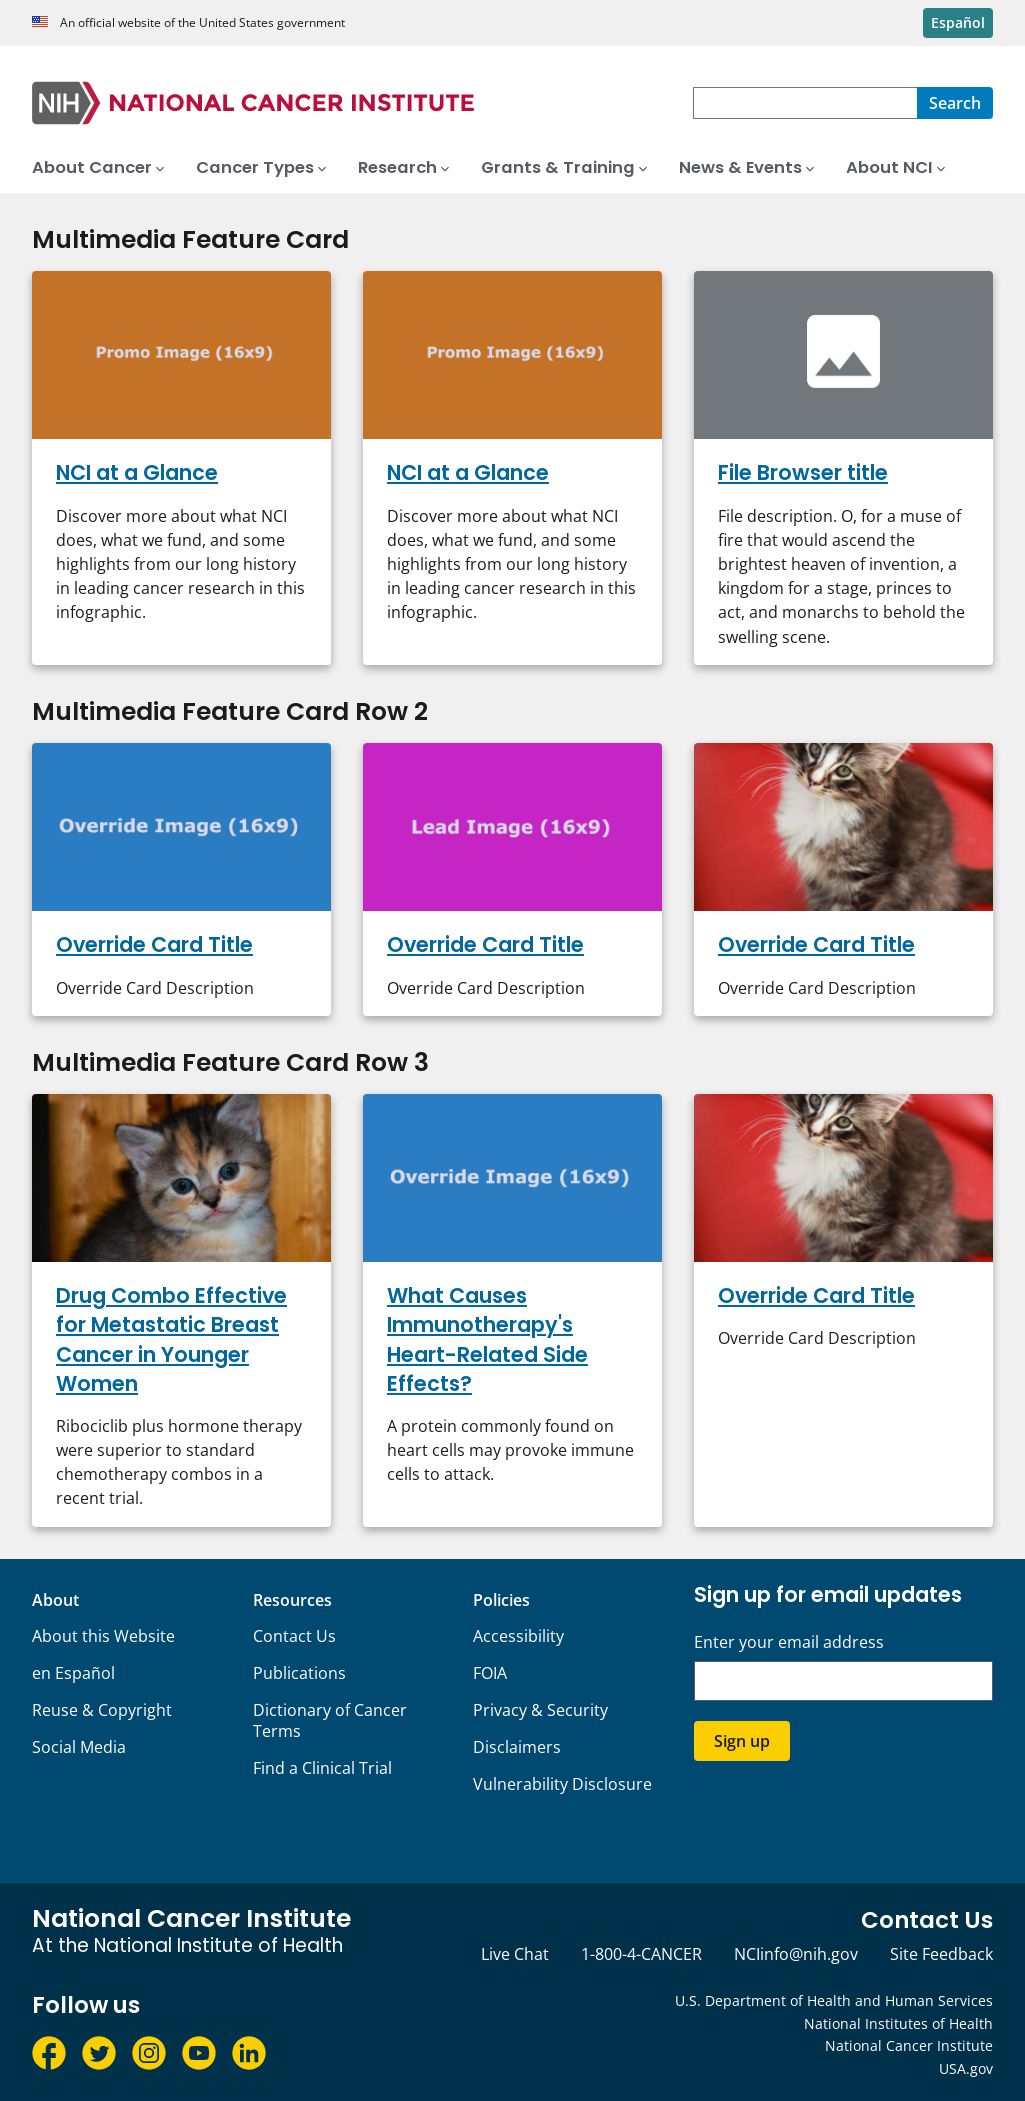 An official website of the United States government
Español
NIH NATIONAL CANCER INSTITUTE
Search
About Cancer Cancer Types Research Grants & Training News & Events About NCI
Multimedia Feature Card
Promo Image (16x9)
NCI at a Glance
Discover more about what NCI
does, what we fund, and some
highlights from our long history
in leading cancer research in this
infographic.
Promo Image (16x9)
NCI at a Glance
Discover more about what NCI
does, what we fund, and some
highlights from our long history
in leading cancer research in this
infographic.
File Browser title
File description. O, for a muse of
fire that would ascend the
brightest heaven of invention, a
kingdom for a stage, princes to
act, and monarchs to behold the
swelling scene.
Multimedia Feature Card Row 2
Override Image (16x9)
Override Card Title
Override Card Description
Lead Image (16x9)
Override Card Title
Override Card Description
Override Card Title
Override Card Description
Multimedia Feature Card Row 3
Drug Combo Effective
for Metastatic Breast
Cancer in Younger
Women
Ribociclib plus hormone therapy
were superior to standard
chemotherapy combos in a
recent trial.
Override Image (16x9)
What Causes
Immunotherapy's
Heart-Related Side
Effects?
A protein commonly found on
heart cells may provoke immune
cells to attack.
Override Card Title
Override Card Description
About
About this Website
en Español
Reuse & Copyright
Social Media
Resources
Contact Us
Publications
Dictionary of Cancer
Terms
Find a Clinical Trial
Policies
Accessibility
FOIA
Privacy & Security
Disclaimers
Vulnerability Disclosure
Sign up for email updates
Enter your email address
Sign up
National Cancer Institute
At the National Institute of Health
Follow us
Contact Us
Live Chat 1-800-4-CANCER NCIinfo@nih.gov Site Feedback
U.S. Department of Health and Human Services
National Institutes of Health
National Cancer Institute
USA.gov